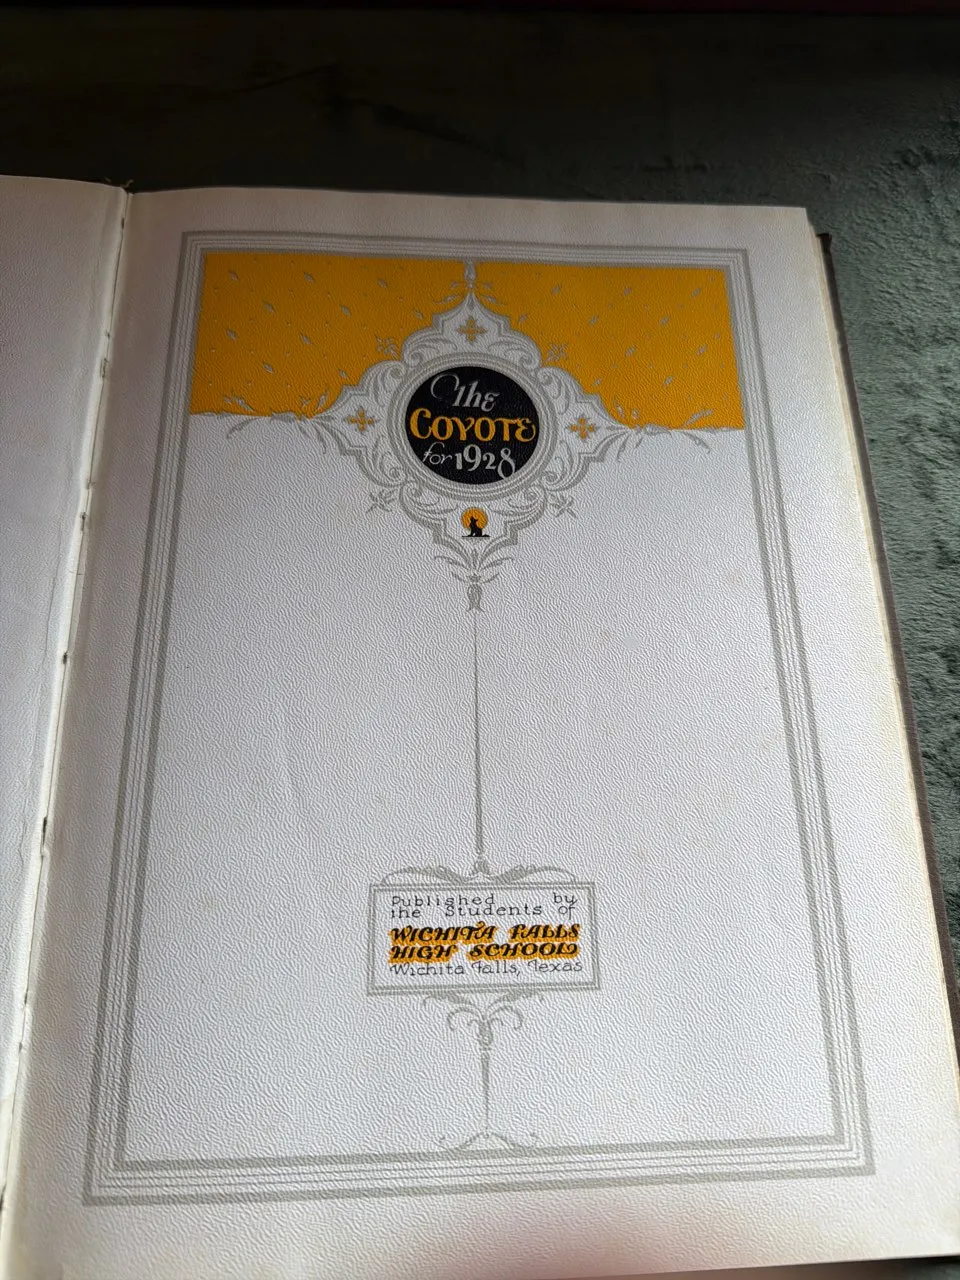 The
COYOTE
for 1928
Published by
the Students of
WICHITA FALLS
HIGH SCHOOL
Wichita Falls, Texas